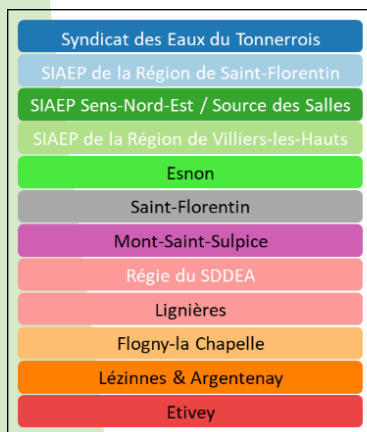 Syndicat des Eaux du Tonnerrois
SIAEP de la Région de Saint-Florentin
SIAEP Sens-Nord-Est / Source des Salles
SIAEP de la Région de Villiers-les-Hauts
Esnon
Saint-Florentin
Mont-Saint-Sulpice
Régie du SDDEA
Lignières
Flogny-la Chapelle
Lézinnes & Argentenay
Etivey